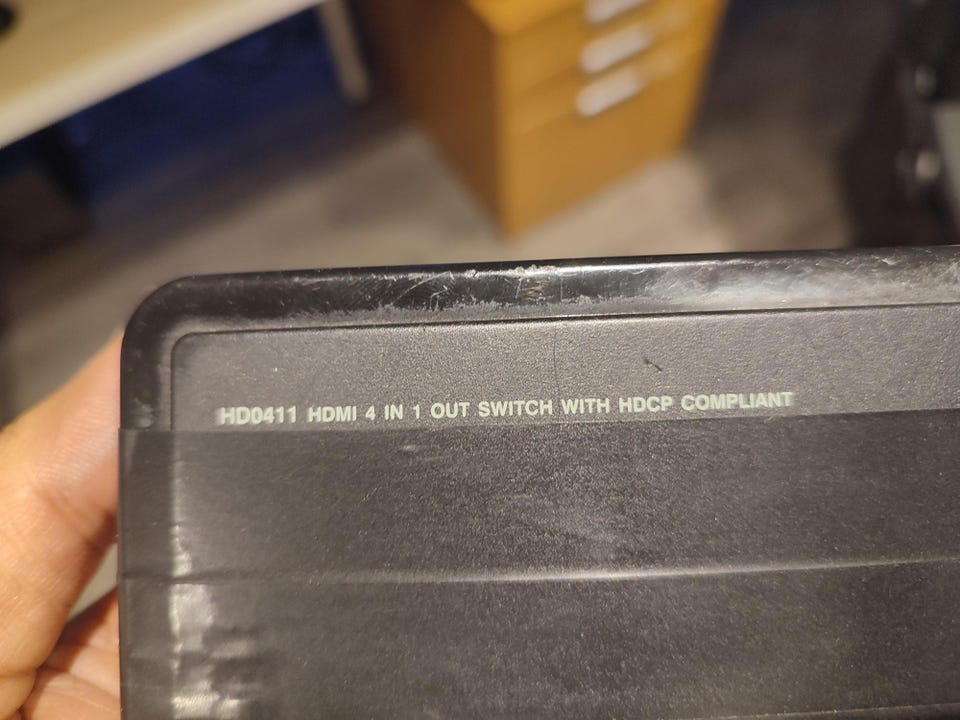 HD0411 HDMI 4 IN 1 OUT SWITCH WITH HDCP COMPLIANT